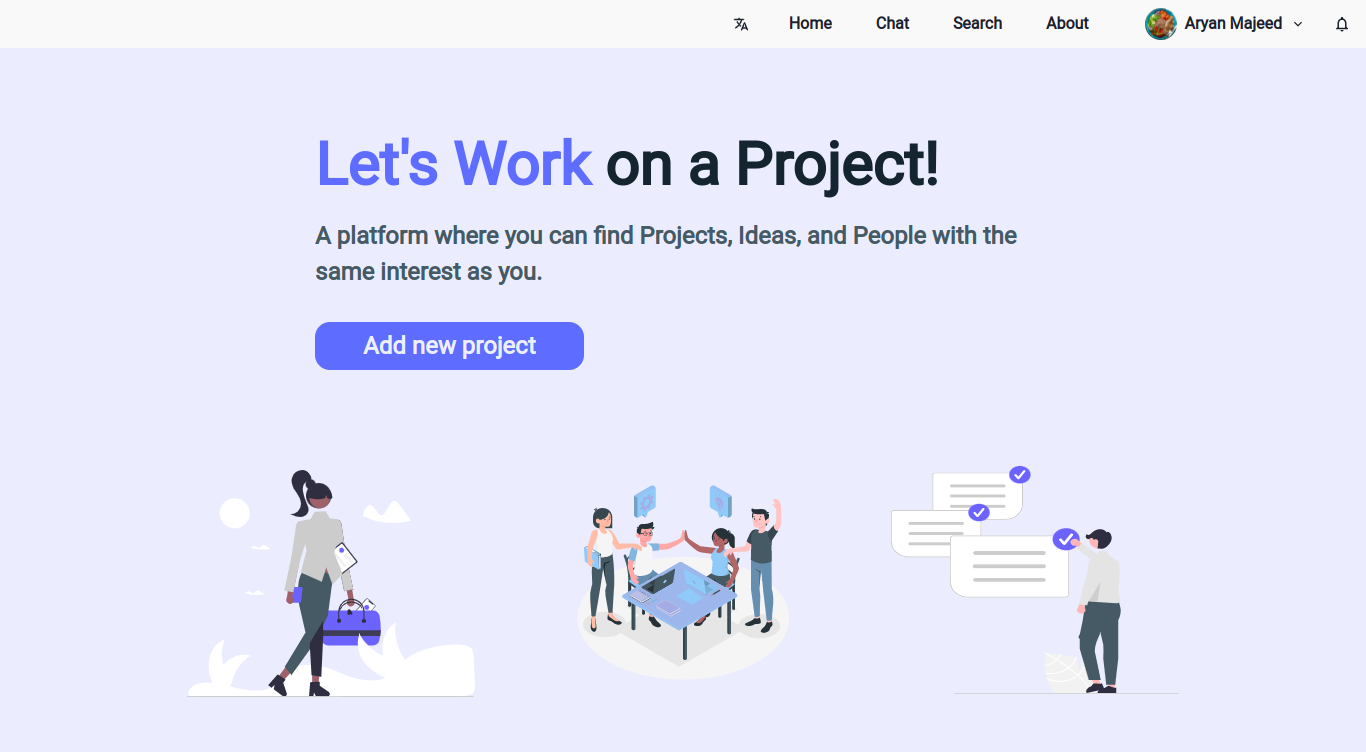 Home Chat Search About Aryan Majeed
Let's Work on a Project!
A platform where you can find Projects, Ideas, and People with the
same interest as you.
Add new project